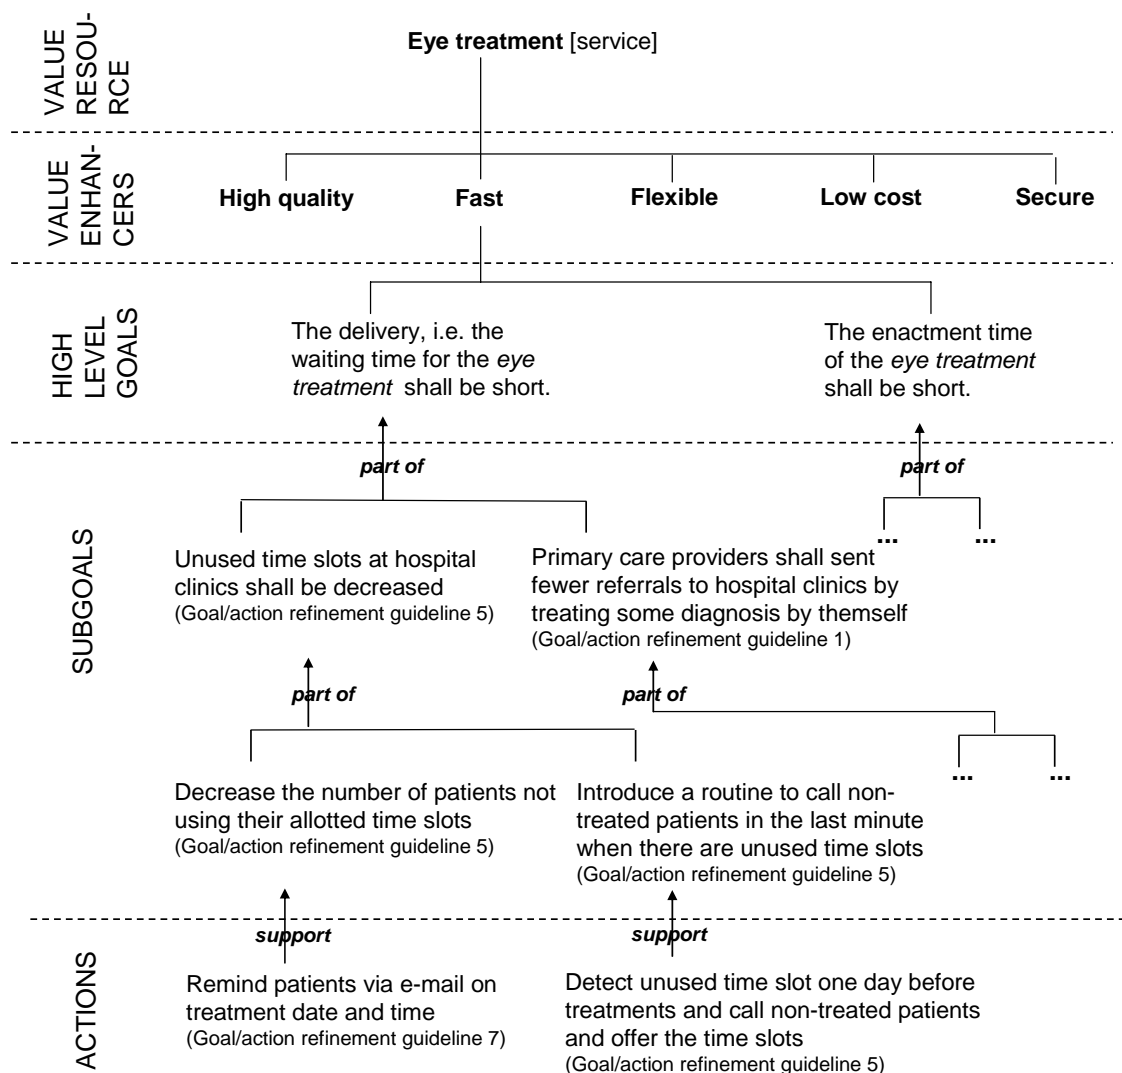 VALUE
RESOU-
RCE
Eye treatment [service]
VALUE
ENHAN-
CERS
High quality
Fast
Flexible
Low cost
Secure
HIGH
LEVEL
GOALS
The delivery, i.e. the
waiting time for the eye
treatment shall be short.
The enactment time
of the eye treatment
shall be short.
SUBGOALS
part of
part of
Unused time slots at hospital
clinics shall be decreased
(Goal/action refinement guideline 5)
Primary care providers shall sent
fewer referrals to hospital clinics by
treating some diagnosis by themself
(Goal/action refinement guideline 1)
...
...
part of
part of
Decrease the number of patients not
using their allotted time slots
(Goal/action refinement guideline 5)
Introduce a routine to call non-
treated patients in the last minute
when there are unused time slots
(Goal/action refinement guideline 5)
...
...
ACTIONS
support
support
Remind patients via e-mail on
treatment date and time
(Goal/action refinement guideline 7)
Detect unused time slot one day before
treatments and call non-treated patients
and offer the time slots
(Goal/action refinement guideline 5)